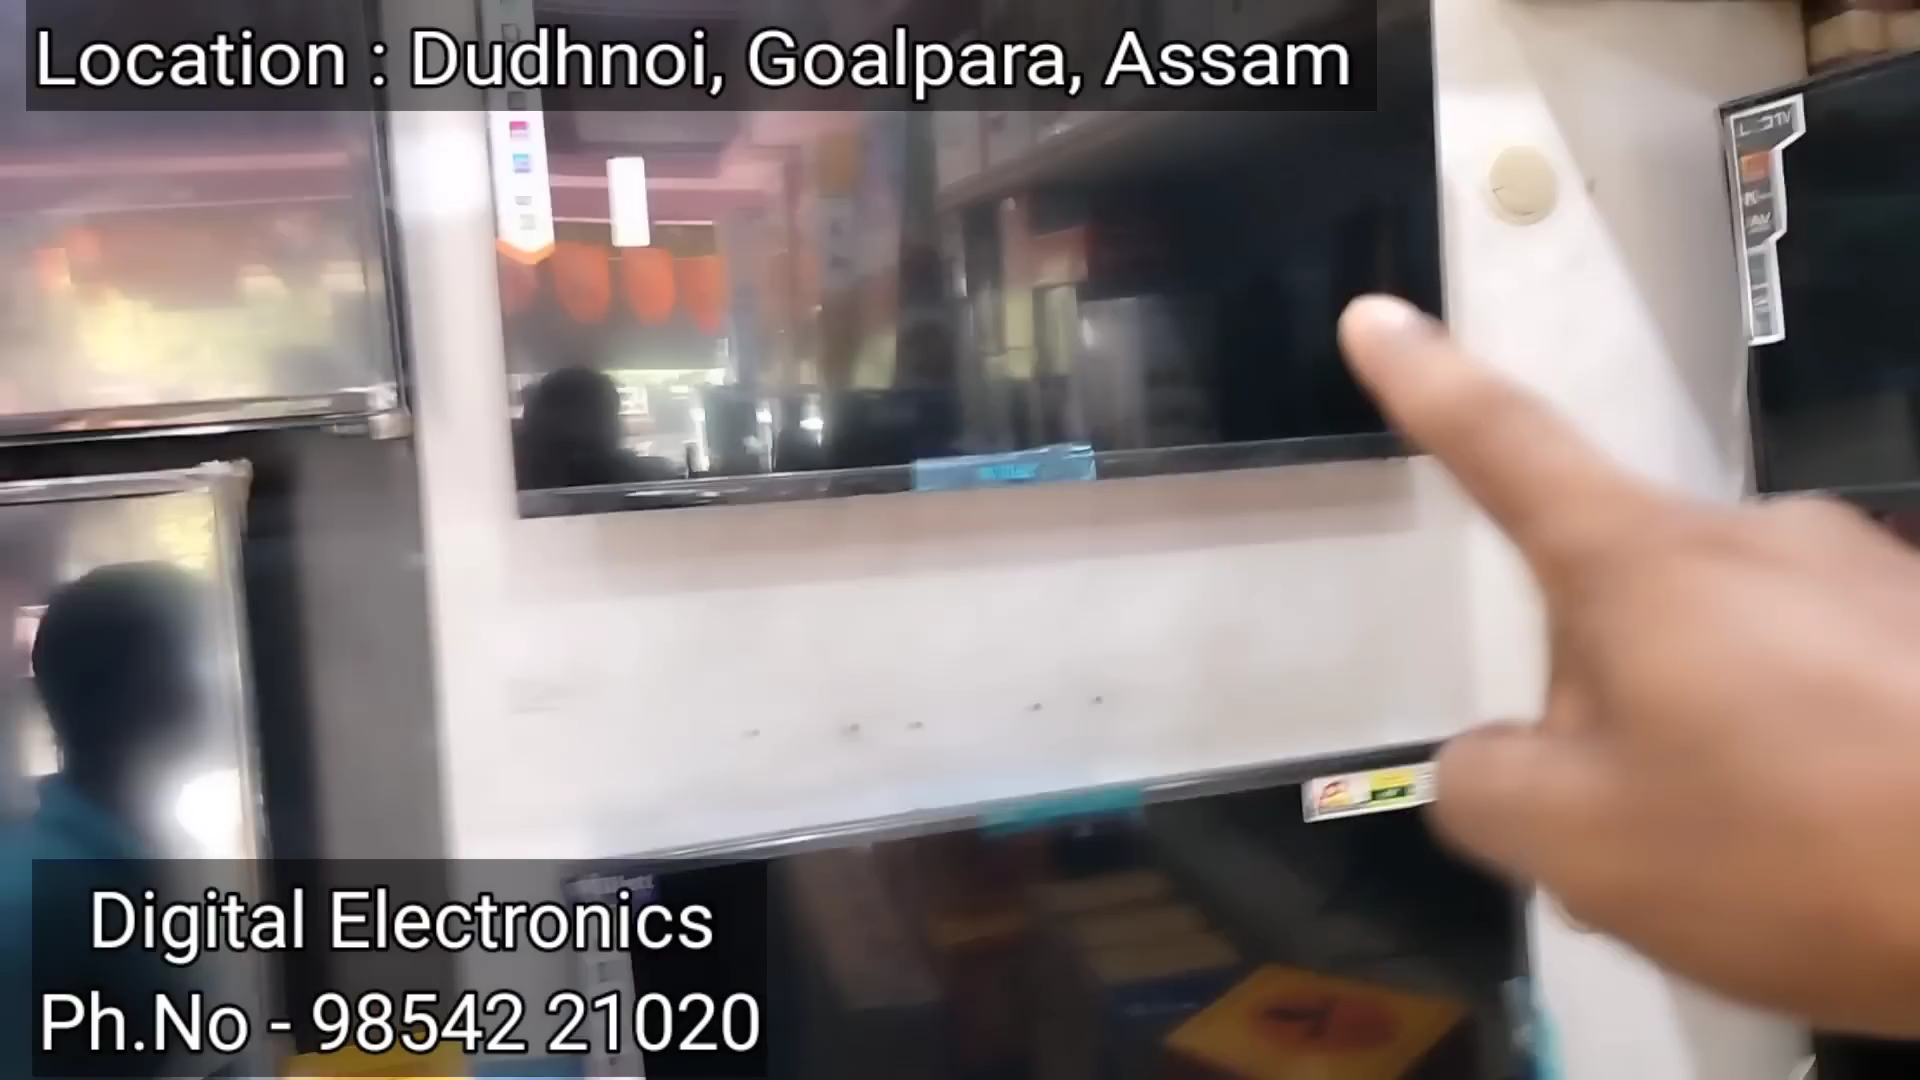 Location : Dudhnoi, Goalpara, Assam
Digital Electronics
Ph.No - 98542 21020